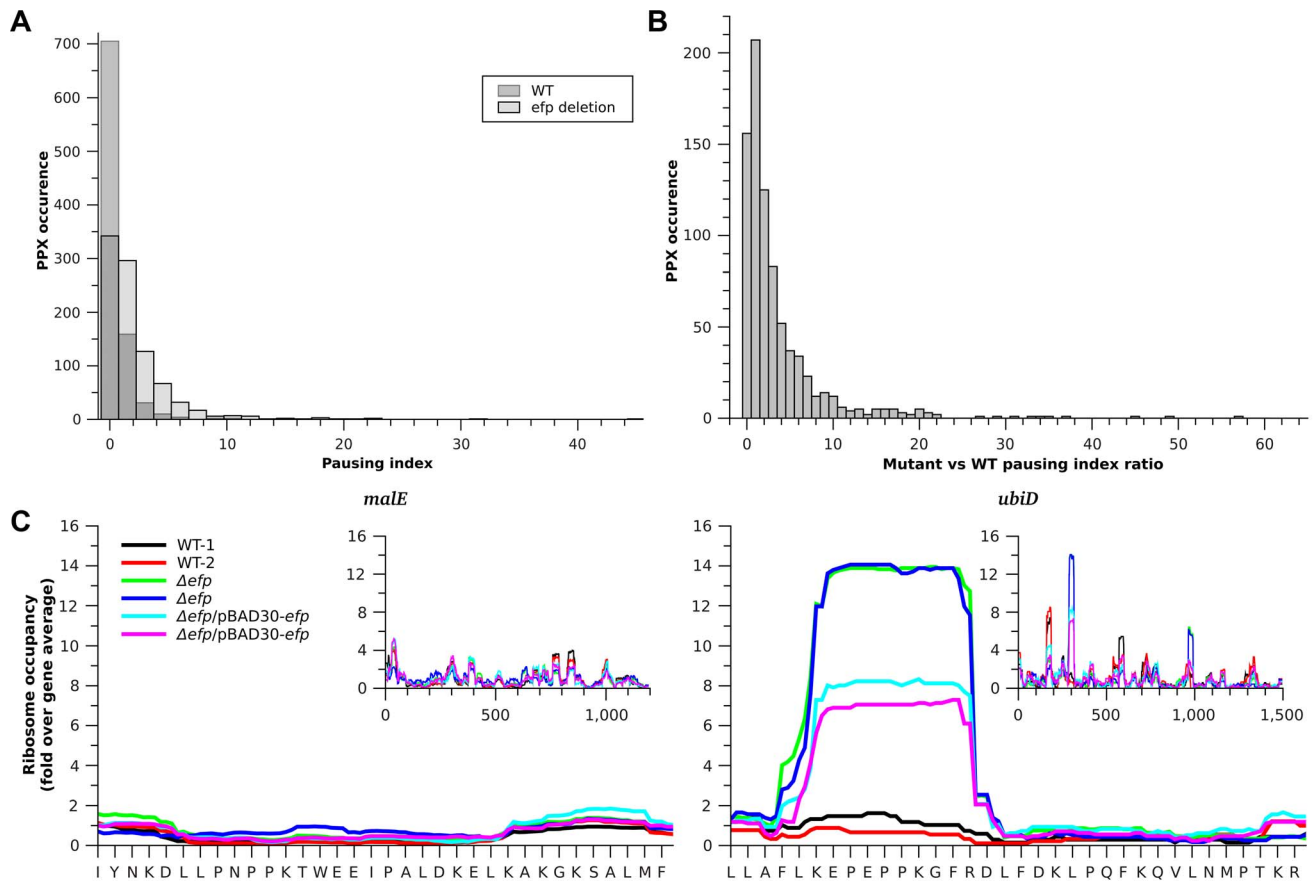 A
B
700
600
500
400
300
200
100
0
PPX occurence
WT
efp deletion
0 10 20 30 40
Pausing index
200
150
100
50
0
PPX occurence
0 10 20 30 40 50 60
Mutant vs WT pausing index ratio
C
malE
ubiD
Ribosome occupancy
(fold over gene average)
16
14
12
10
8
6
4
2
0
WT-1
WT-2
Δefp
Δefp
Δefp/pBAD30-efp
Δefp/pBAD30-efp
16
12
8
4
0
0 500 1,000
I Y N K D L L P N P P K T W E E I P A L D K E L K A K G K S A L M F
16
14
12
10
8
6
4
2
0
16
12
8
4
0
0 500 1,000 1,500
L L A F L K E P E P P K G F R D L F D K L P Q F K Q V L N M P T K R